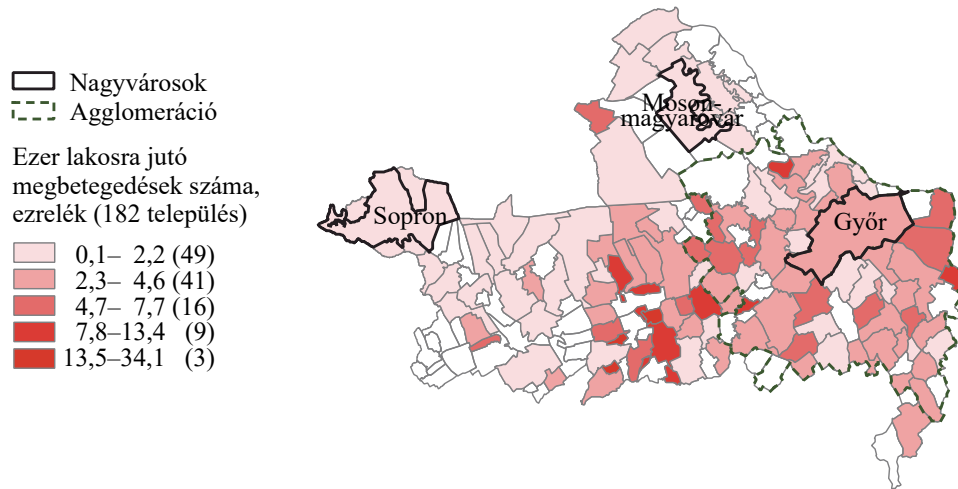 Nagyvárosok
Agglomeráció
Ezer lakosra jutó
megbetegedések száma,
ezrelék (182 település)
0,1– 2,2 (49)
2,3– 4,6 (41)
4,7– 7,7 (16)
7,8–13,4 (9)
13,5–34,1 (3)
Moson-
magyaróvár
Sopron
Győr